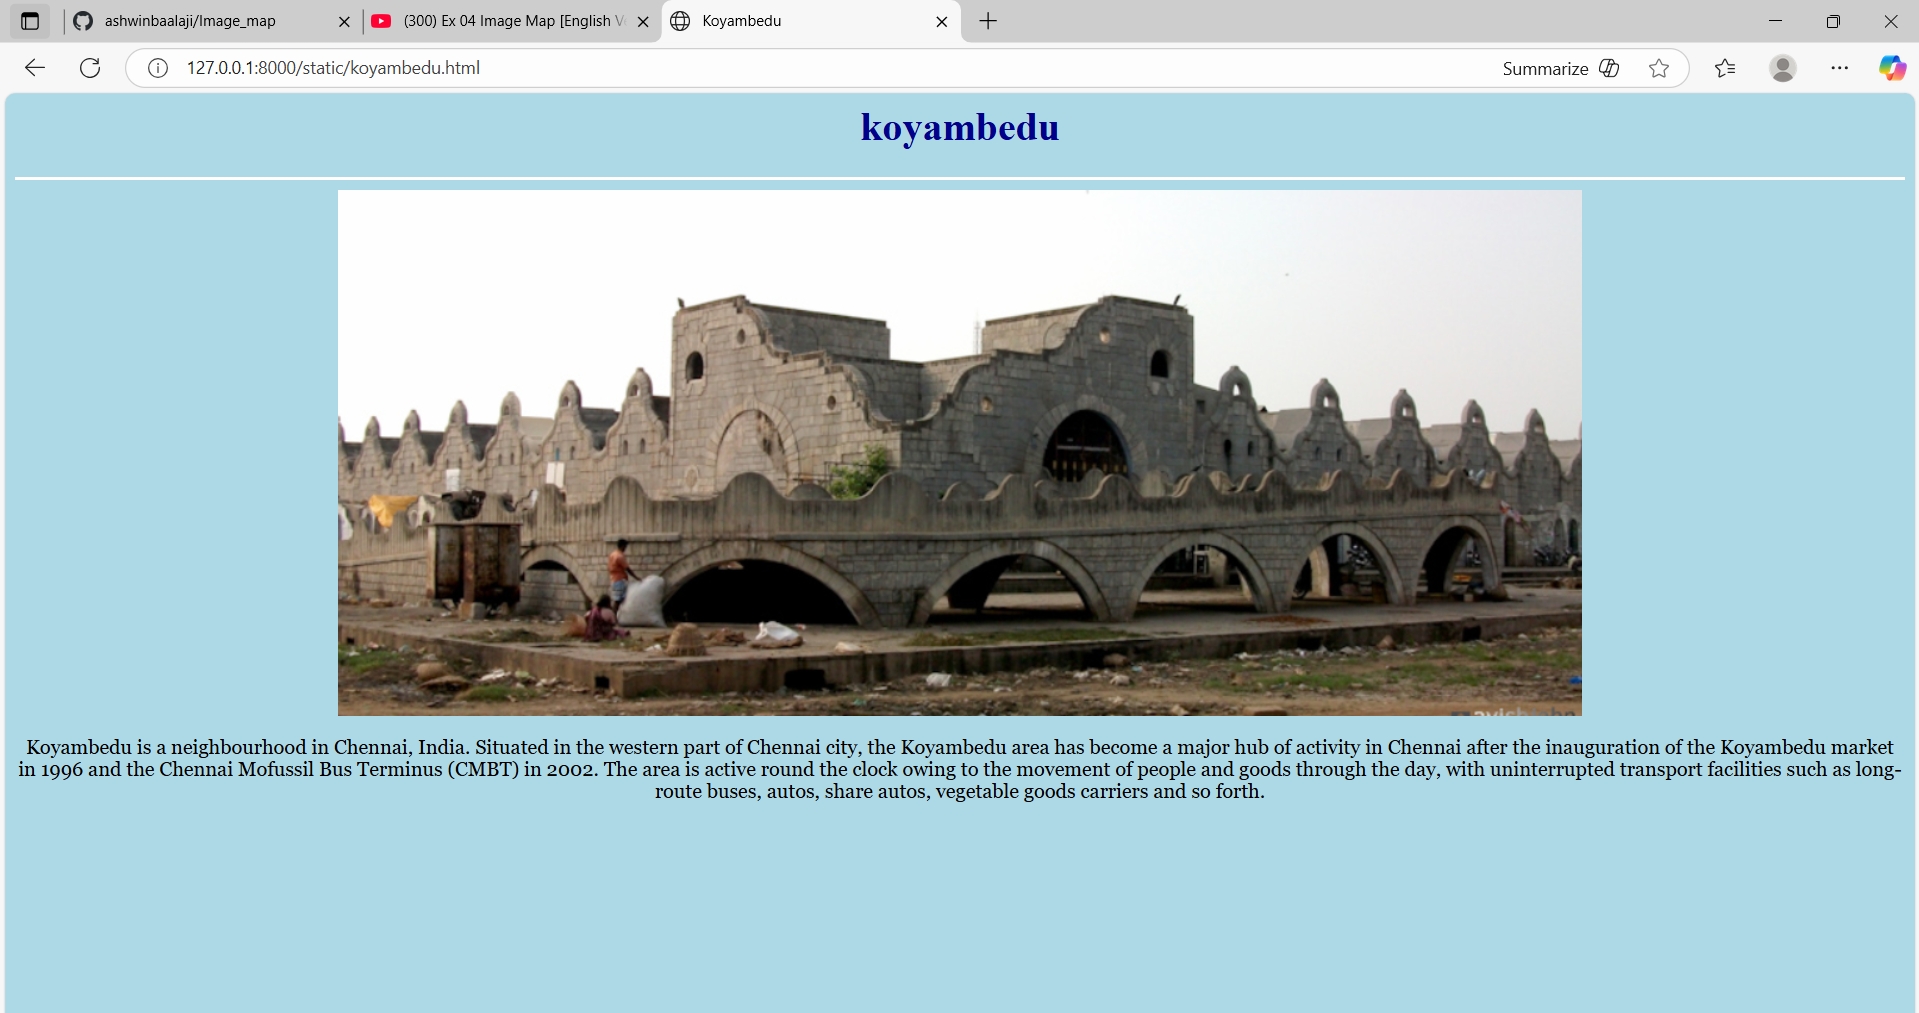 ashwinbaalaji/Image_map
(300) Ex 04 Image Map [English V
Koyambedu
127.0.0.1:8000/static/koyambedu.html
Summarize
koyambedu
Koyambedu is a neighbourhood in Chennai, India. Situated in the western part of Chennai city, the Koyambedu area has become a major hub of activity in Chennai after the inauguration of the Koyambedu market
in 1996 and the Chennai Mofussil Bus Terminus (CMBT) in 2002. The area is active round the clock owing to the movement of people and goods through the day, with uninterrupted transport facilities such as long-
route buses, autos, share autos, vegetable goods carriers and so forth.